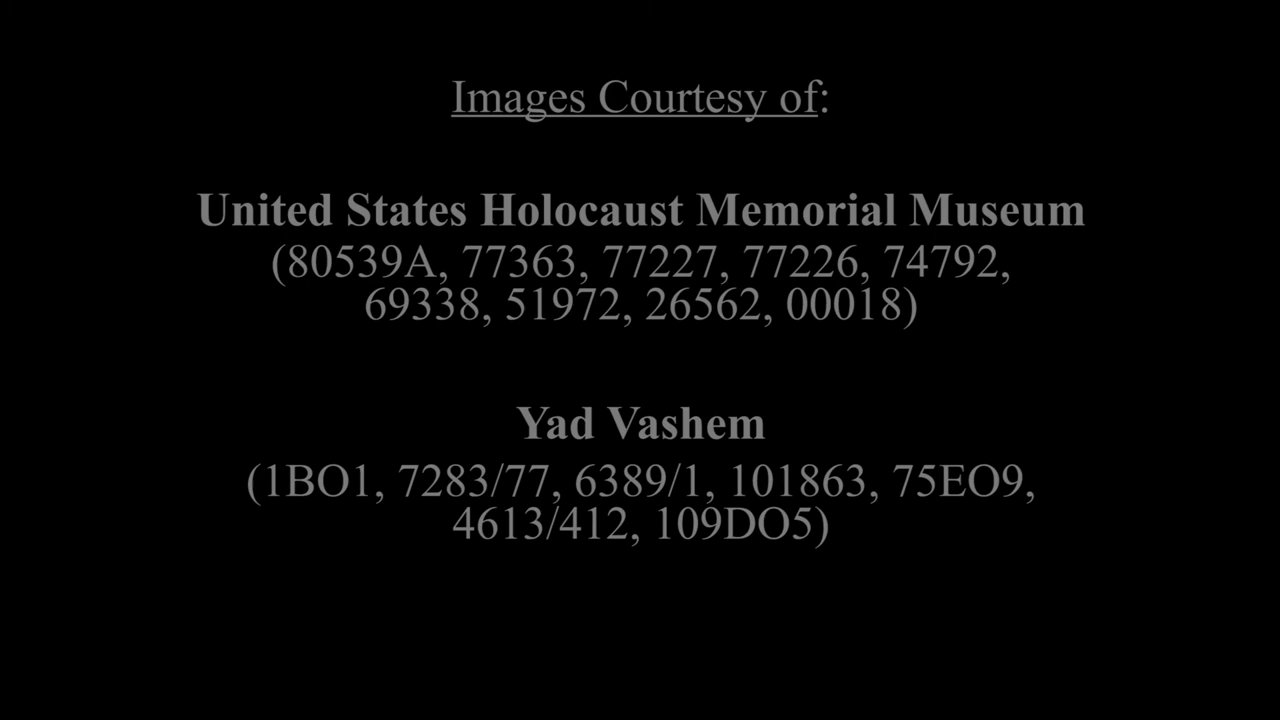 Images Courtesy of:
United States Holocaust Memorial Museum
(80539A, 77363, 77227, 77226, 74792,
69338, 51972, 26562, 00018)
Yad Vashem
(1BO1, 7283/77, 6389/1, 101863, 75EO9,
4613/412, 109DO5)